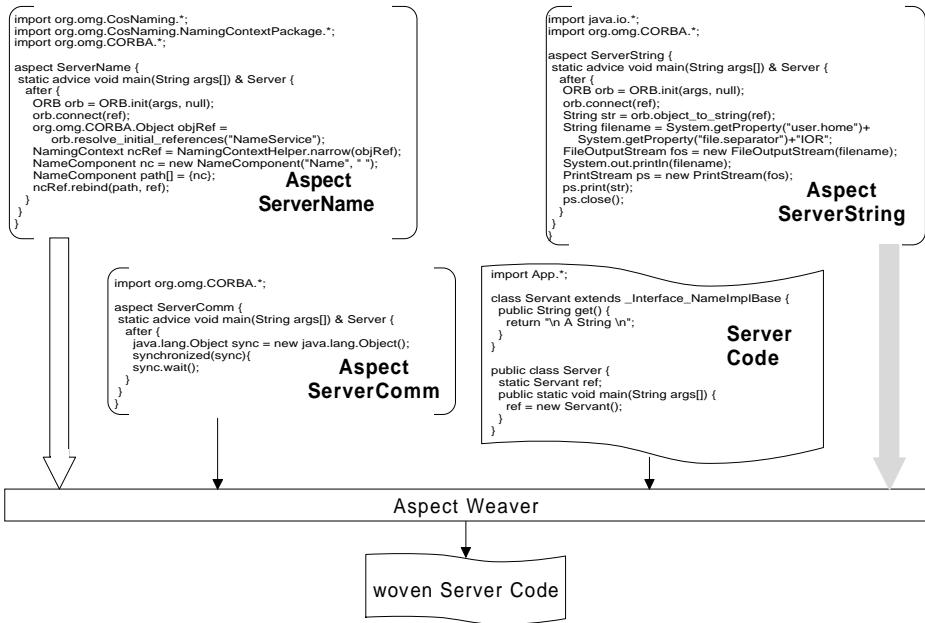 import org.omg.CosNaming.*;
import org.omg.CosNaming.NamingContextPackage.*;
import org.omg.CORBA.*;
aspect ServerName {
static advice void main(String args[]) & Server {
after {
ORB orb = ORB.init(args, null);
orb.connect(ref);
org.omg.CORBA.Object objRef =
orb.resolve_initial_references("NameService");
NamingContext ncRef = NamingContextHelper.narrow(objRef);
NameComponent nc = new NameComponent("Name", " ");
NameComponent path[] = {nc};
ncRef.rebind(path, ref);
}
}
}
Aspect
ServerName
import java.io.*;
import org.omg.CORBA.*;
aspect ServerString {
static advice void main(String args[]) & Server {
after {
ORB orb = ORB.init(args, null);
orb.connect(ref);
String str = orb.object_to_string(ref);
String filename = System.getProperty("user.home")+
System.getProperty("file.separator")+"IOR";
FileOutputStream fos = new FileOutputStream(filename);
System.out.println(filename);
PrintStream ps = new PrintStream(fos);
ps.print(str);
ps.close();
}
}
}
Aspect
ServerString
import org.omg.CORBA.*;
aspect ServerComm {
static advice void main(String args[]) & Server {
after {
java.lang.Object sync = new java.lang.Object();
synchronized(sync){
sync.wait();
}
}
}
Aspect
ServerComm
import App.*;
class Servant extends _Interface_NameImplBase {
public String get() {
return "\n A String \n";
}
}
public class Server {
static Servant ref;
public static void main(String args[]) {
ref = new Servant();
}
}
Server
Code
Aspect Weaver
woven Server Code